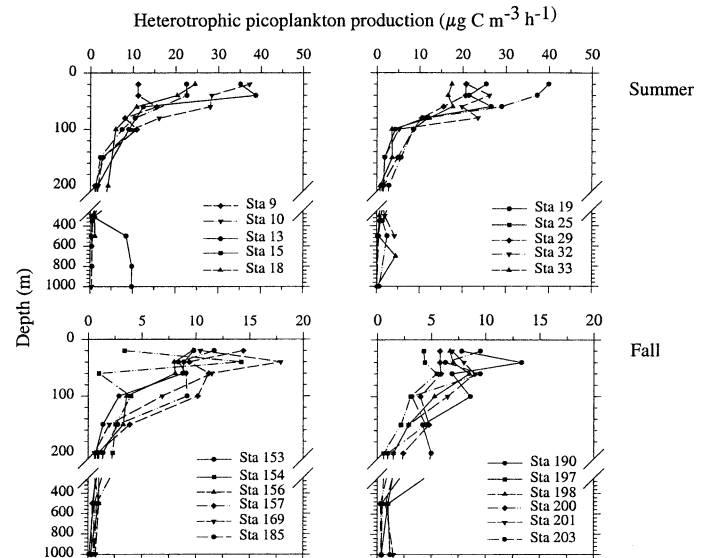 Heterotrophic picoplankton production (µg C m-3 h-1)
0 10 20 30 40 50
0 10 20 30 40 50
Summer
0
100
200
400
600
800
1000
Sta 9
Sta 10
Sta 13
Sta 15
Sta 18
Sta 19
Sta 25
Sta 29
Sta 32
Sta 33
Depth (m)
0 5 10 15 20
0 5 10 15 20
Fall
0
100
200
400
600
800
1000
Sta 153
Sta 154
Sta 156
Sta 157
Sta 169
Sta 185
Sta 190
Sta 197
Sta 198
Sta 200
Sta 201
Sta 203